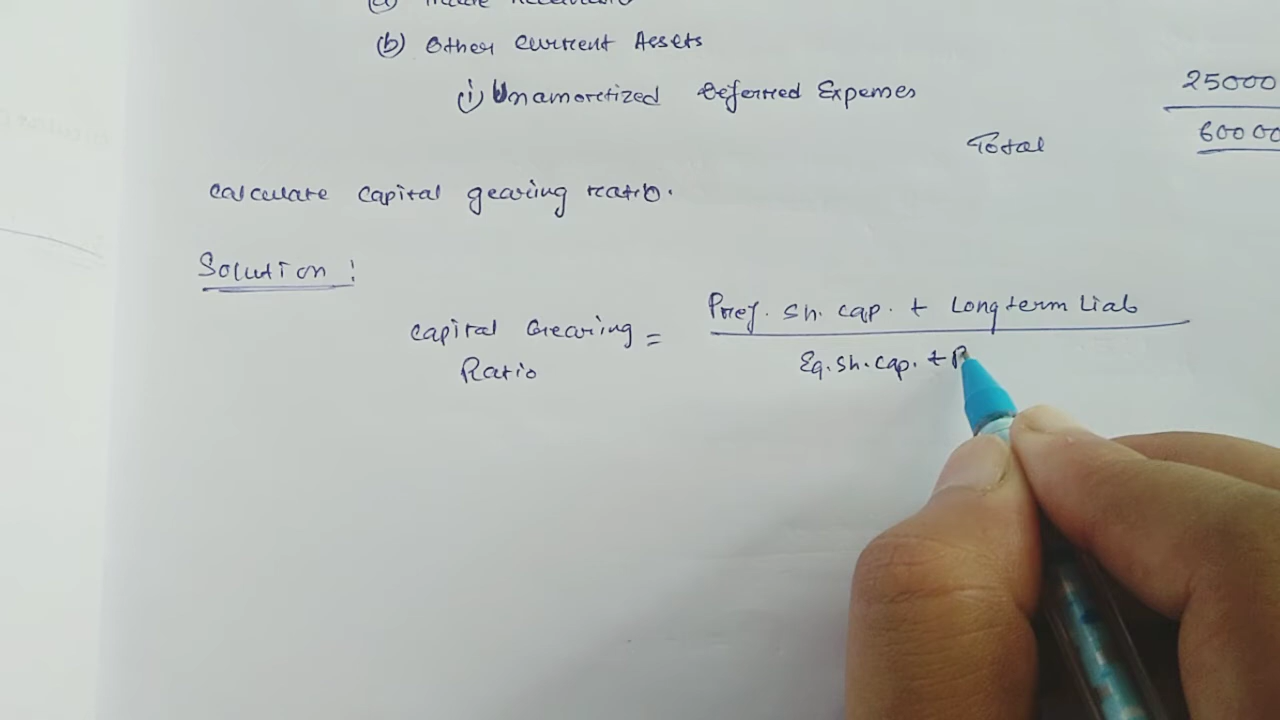 (b) Other Current Assets
(i) Unamoretized Deferred Expenses 25000
Total 60000
calculate capital gearing ratio.
Solution :
Capital Gearing Ratio =
Pref. Sh. Cap. + Long term Liab
Eq. Sh. Cap. +